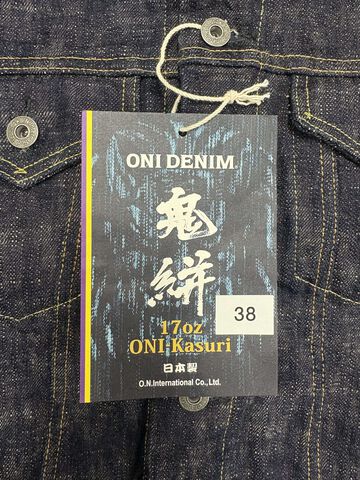 ONI DENIM®
鬼
絣
38
17oz
ONI-Kasuri
日本製
O.N.International Co.,Ltd.